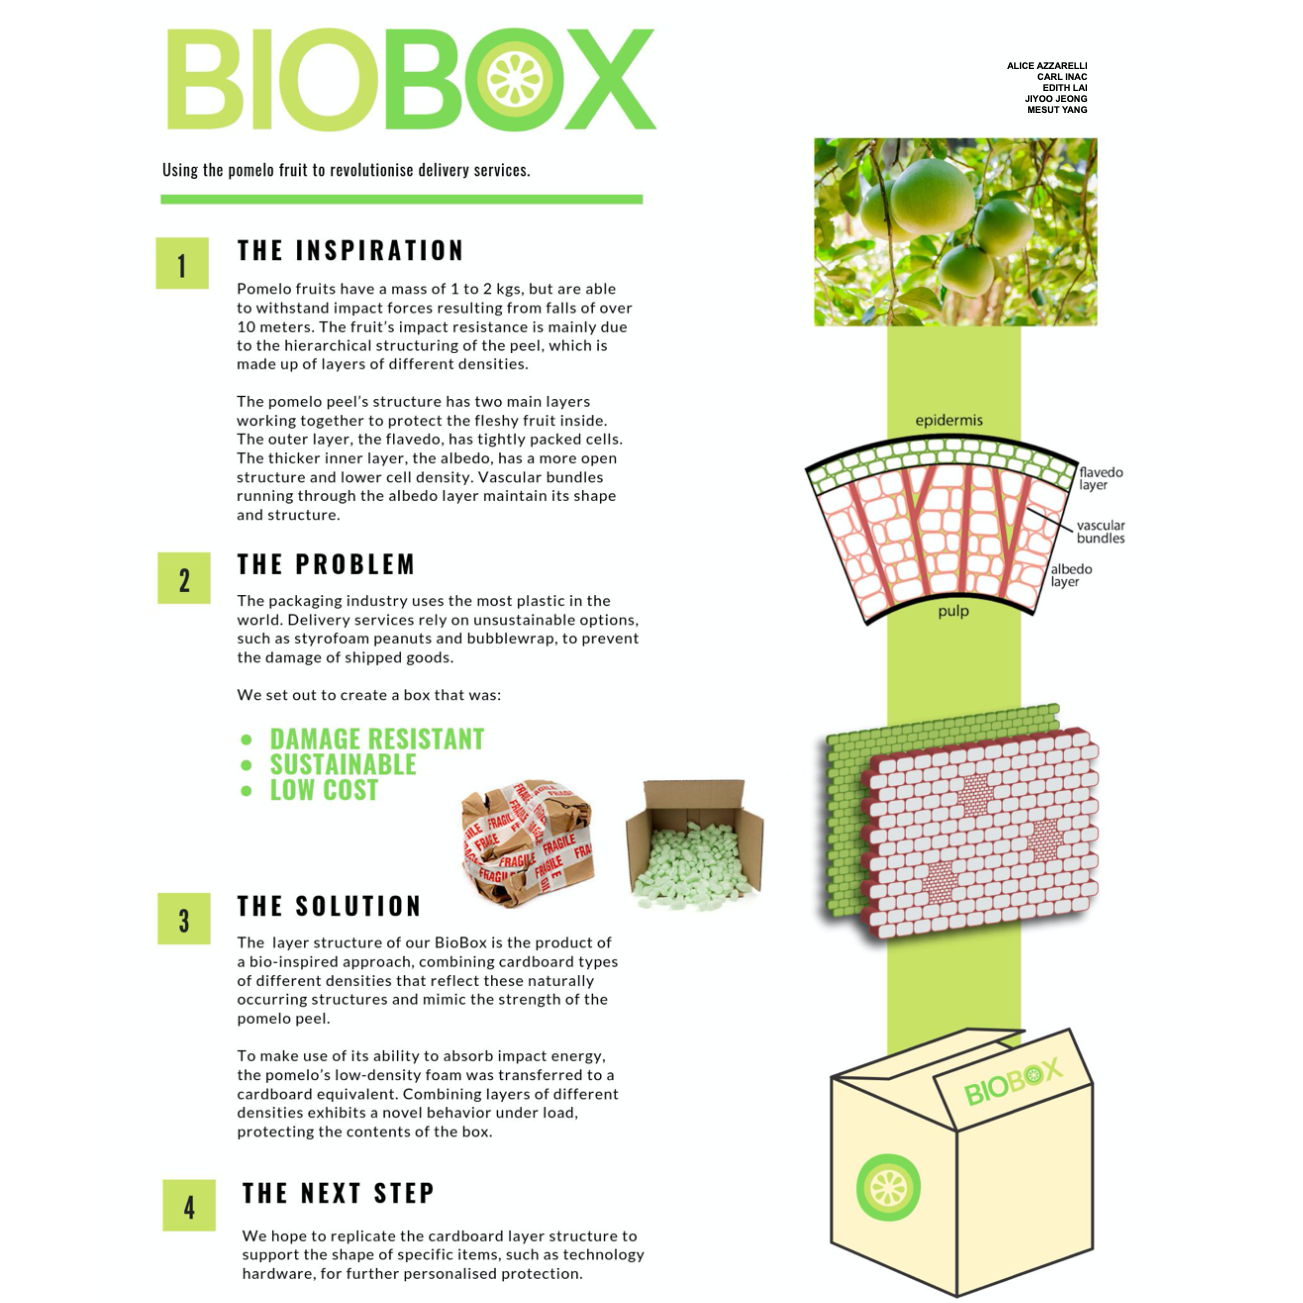 BIOBOX
ALICE AZZARELLI
CARL INAC
EDITH LAI
JIYOO JEONG
MESUT YANG
Using the pomelo fruit to revolutionise delivery services.
1
THE INSPIRATION
Pomelo fruits have a mass of 1 to 2 kgs, but are able
to withstand impact forces resulting from falls of over
10 meters. The fruit's impact resistance is mainly due
to the hierarchical structuring of the peel, which is
made up of layers of different densities.
The pomelo peel's structure has two main layers
working together to protect the fleshy fruit inside.
The outer layer, the flavedo, has tightly packed cells.
The thicker inner layer, the albedo, has a more open
structure and lower cell density. Vascular bundles
running through the albedo layer maintain its shape
and structure.
epidermis
flavedo
layer
vascular
bundles
albedo
layer
pulp
2
THE PROBLEM
The packaging industry uses the most plastic in the
world. Delivery services rely on unsustainable options,
such as styrofoam peanuts and bubblewrap, to prevent
the damage of shipped goods.
We set out to create a box that was:
• DAMAGE RESISTANT
• SUSTAINABLE
• LOW COST
FRAGILE
FRAGILE
FRAGILE
3
THE SOLUTION
The layer structure of our BioBox is the product of
a bio-inspired approach, combining cardboard types
of different densities that reflect these naturally
occurring structures and mimic the strength of the
pomelo peel.
To make use of its ability to absorb impact energy,
the pomelo's low-density foam was transferred to a
cardboard equivalent. Combining layers of different
densities exhibits a novel behavior under load,
protecting the contents of the box.
BIOBOX
4
THE NEXT STEP
We hope to replicate the cardboard layer structure to
support the shape of specific items, such as technology
hardware, for further personalised protection.